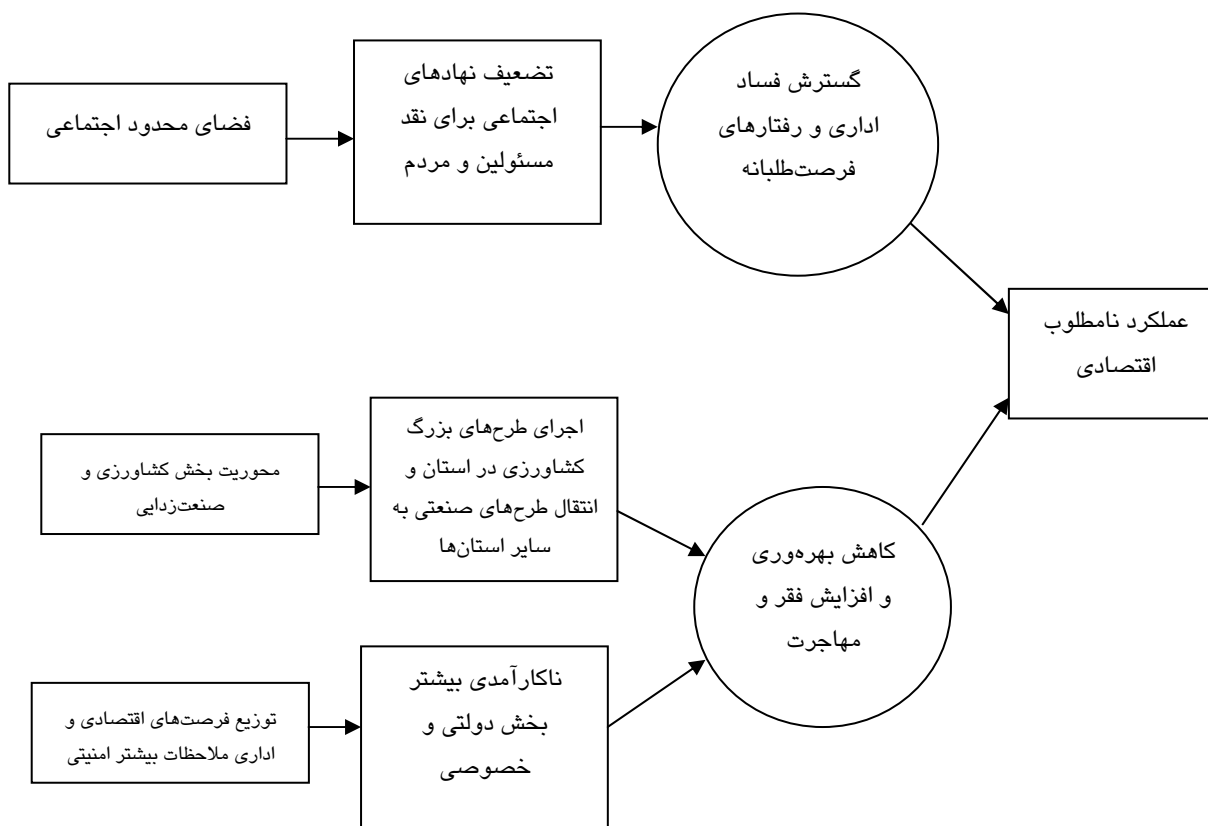 فضای محدود اجتماعی
تضعیف نهادهای
اجتماعی برای نقد
مسئولین و مردم
گسترش فساد
اداری و رفتارهای
فرصت‌طلبانه
عملکرد نامطلوب
اقتصادی
محوریت بخش کشاورزی و
صنعت‌زدایی
اجرای طرح‌های بزرگ
کشاورزی در استان و
انتقال طرح‌های صنعتی به
سایر استان‌ها
کاهش بهره‌وری
و افزایش فقر و
مهاجرت
توزیع فرصت‌های اقتصادی و
اداری ملاحظات بیشتر امنیتی
ناکارآمدی بیشتر
بخش دولتی و
خصوصی